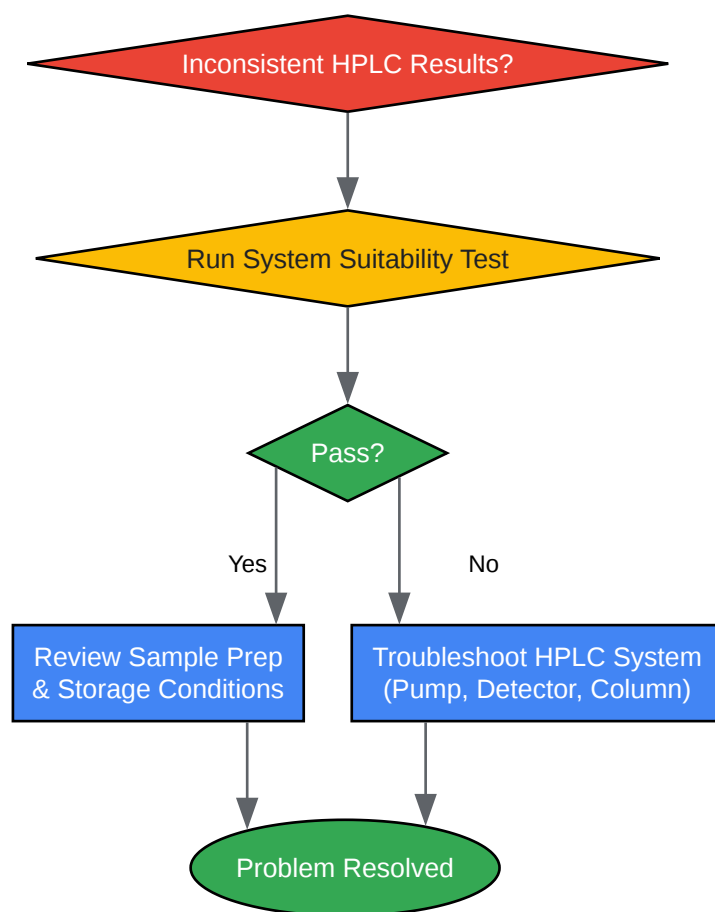 Inconsistent HPLC Results?
Run System Suitability Test
Pass?
Yes
No
Review Sample Prep
& Storage Conditions
Troubleshoot HPLC System
(Pump, Detector, Column)
Problem Resolved